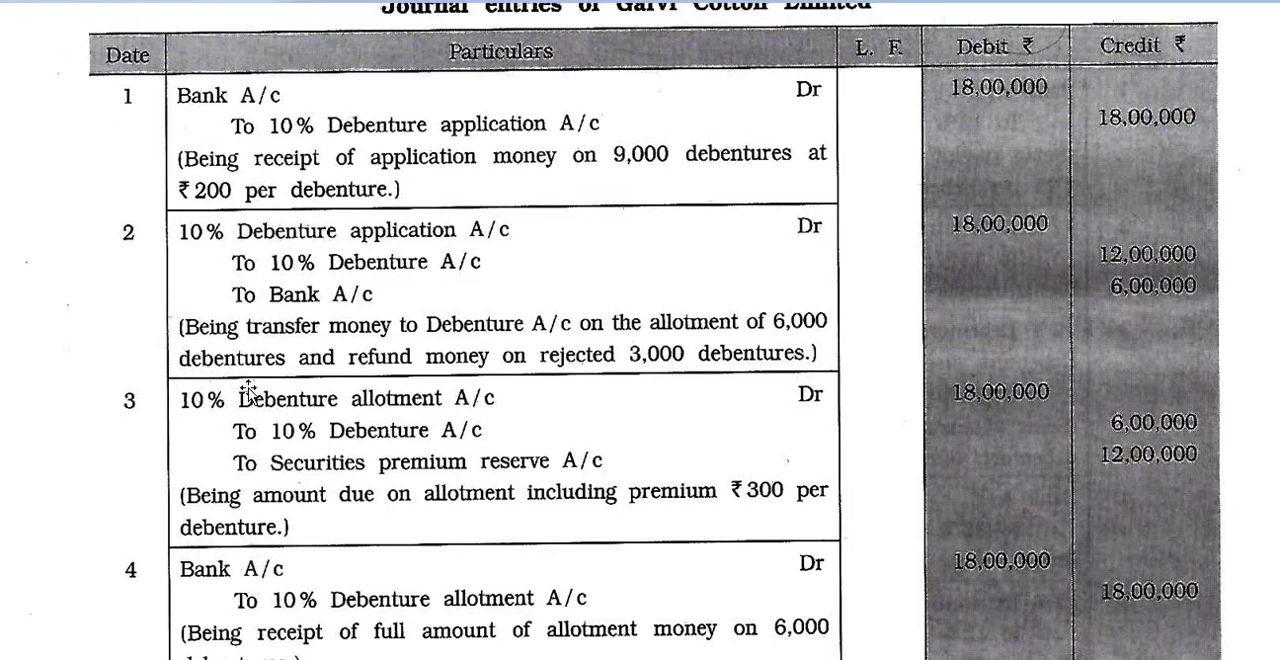 Journal entries of Garvi Cotton Limited
Date Particulars L. F. Debit ₹ Credit ₹
1 Bank A/c Dr 18,00,000
To 10% Debenture application A/c 18,00,000
(Being receipt of application money on 9,000 debentures at
₹200 per debenture.)
2 10% Debenture application A/c Dr 18,00,000
To 10% Debenture A/c 12,00,000
To Bank A/c 6,00,000
(Being transfer money to Debenture A/c on the allotment of 6,000
debentures and refund money on rejected 3,000 debentures.)
3 10% Debenture allotment A/c Dr 18,00,000
To 10% Debenture A/c 6,00,000
To Securities premium reserve A/c 12,00,000
(Being amount due on allotment including premium ₹300 per
debenture.)
4 Bank A/c Dr 18,00,000
To 10% Debenture allotment A/c 18,00,000
(Being receipt of full amount of allotment money on 6,000